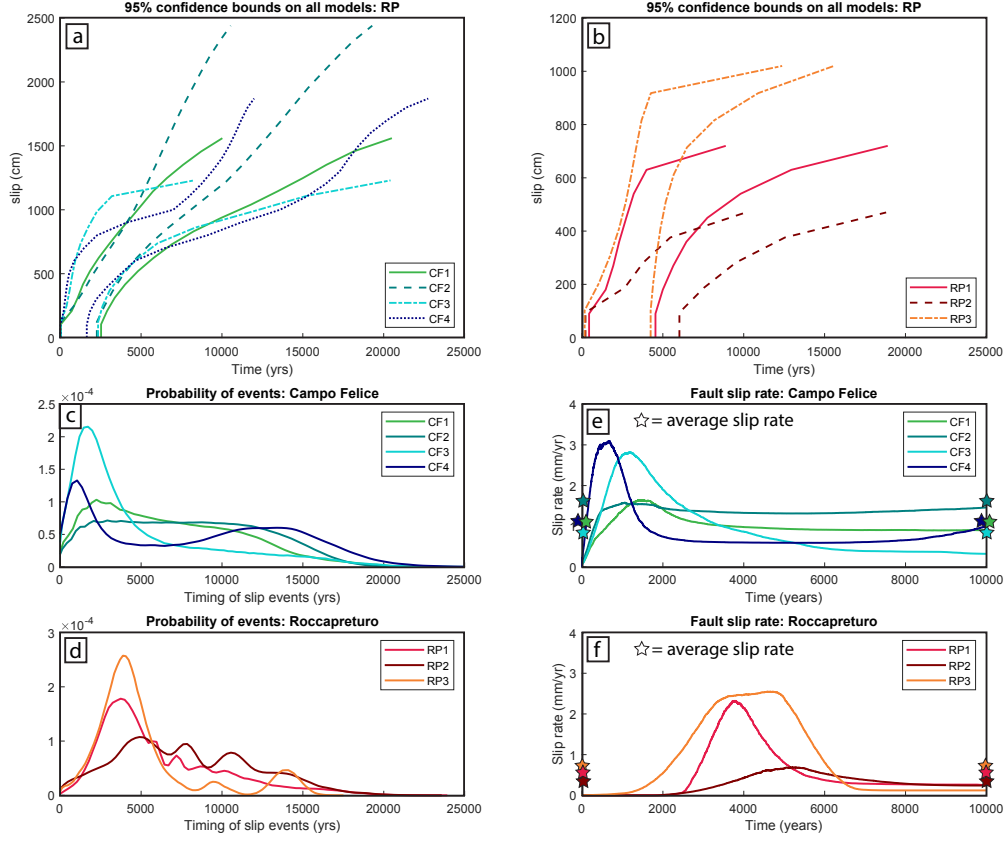 95% confidence bounds on all models: RP
a
2500
2000
1500
1000
500
0
slip (cm)
0 5000 10000 15000 20000 25000
Time (yrs)
CF1
CF2
CF3
CF4
95% confidence bounds on all models: RP
b
1000
800
600
400
200
0
slip (cm)
0 5000 10000 15000 20000 25000
Time (yrs)
RP1
RP2
RP3
Probability of events: Campo Felice
c
×10⁻⁴
2.5
2
1.5
1
0.5
0
0 5000 10000 15000 20000 25000
Timing of slip events (yrs)
CF1
CF2
CF3
CF4
Fault slip rate: Campo Felice
e
☆= average slip rate
4
3
2
1
0
Slip rate (mm/yr)
0 2000 4000 6000 8000 10000
Time (years)
CF1
CF2
CF3
CF4
Probability of events: Roccapreturo
d
×10⁻⁴
3
2
1
0
0 5000 10000 15000 20000 25000
Timing of slip events (yrs)
RP1
RP2
RP3
Fault slip rate: Roccapreturo
f
☆= average slip rate
4
3
2
1
0
Slip rate (mm/yr)
0 2000 4000 6000 8000 10000
Time (years)
RP1
RP2
RP3